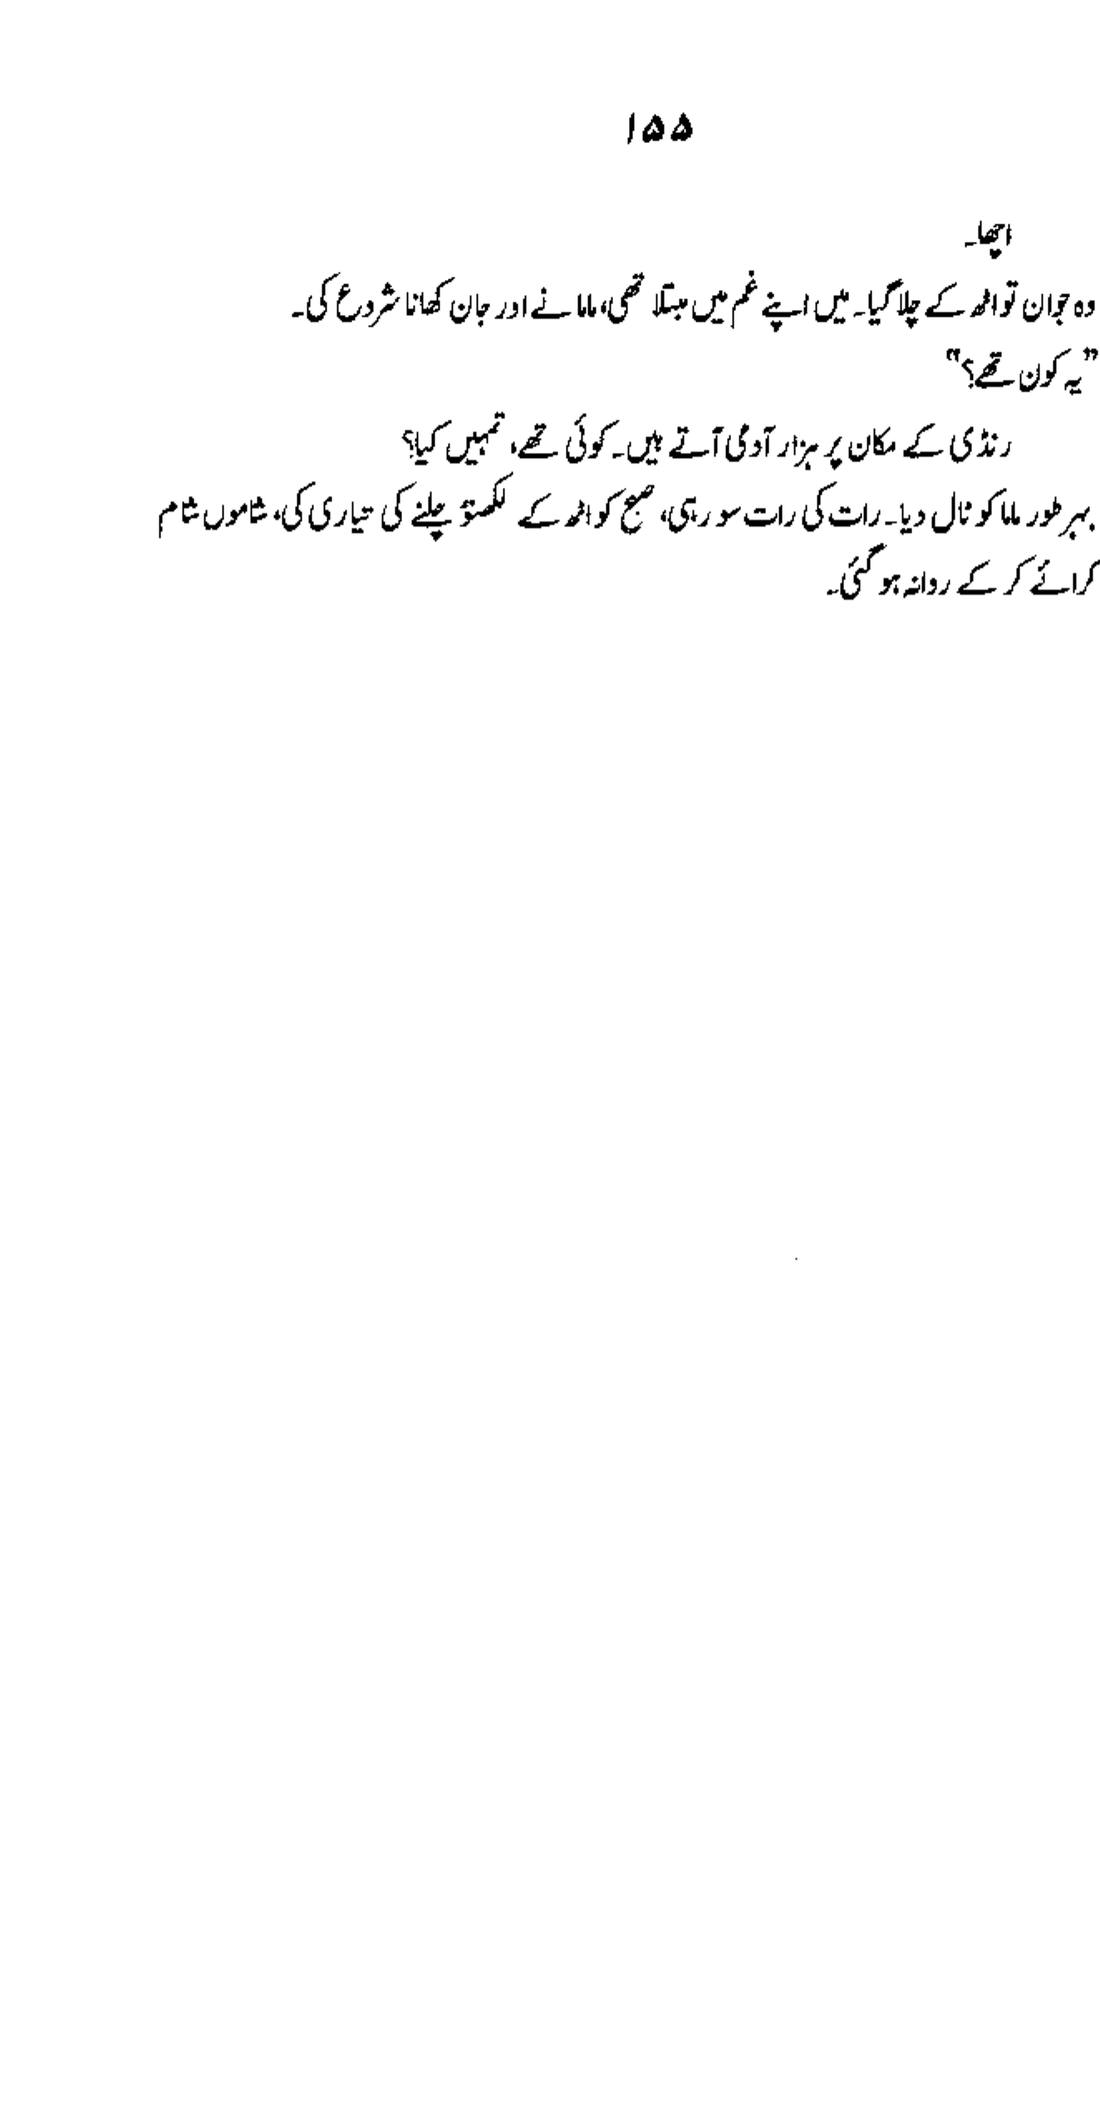 ۱۵۵
اچھا۔
وہ جوان تو اٹھ کے چلا گیا۔ میں اپنے غم میں مبتلا تھی، ماما نے اور جان کھانا شروع کی۔
”یہ کون تھے؟“
رنڈی کے مکان پر ہزار آدمی آتے ہیں۔ کوئی تھے، تمہیں کیا؟
بہر طور ماما کو ٹال دیا۔ رات کی رات سو رہی، صبح کو اٹھ کے لکھنؤ چلنے کی تیاری کی، شاموں شام
کرائے کر کے روانہ ہو گئی۔